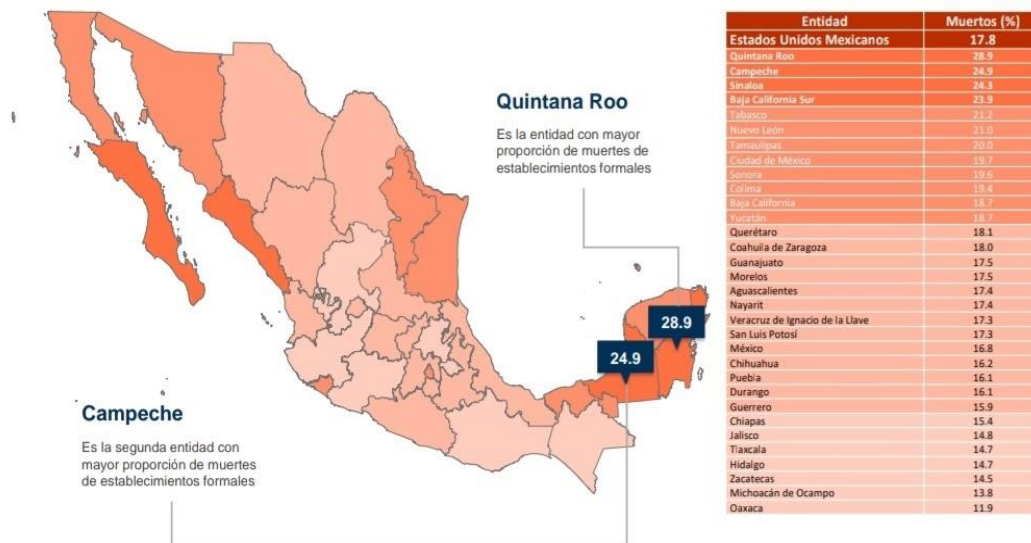 Quintana Roo
Es la entidad con mayor
proporción de muertes de
establecimientos formales
28.9
24.9
Campeche
Es la segunda entidad con
mayor proporción de muertes
de establecimientos formales
Entidad Muertos (%)
Estados Unidos Mexicanos 17.8
Quintana Roo 28.9
Campeche 24.9
Sinaloa 24.3
Baja California Sur 23.9
Tabasco 21.2
Nuevo León 21.0
Tamaulipas 20.0
Ciudad de México 19.7
Sonora 19.6
Colima 19.4
Baja California 18.7
Yucatán 18.7
Querétaro 18.1
Coahuila de Zaragoza 18.0
Guanajuato 17.5
Morelos 17.5
Aguascalientes 17.4
Nayarit 17.4
Veracruz de Ignacio de la Llave 17.3
San Luis Potosí 17.3
México 16.8
Chihuahua 16.2
Puebla 16.1
Durango 16.1
Guerrero 15.9
Chiapas 15.4
Jalisco 14.8
Tlaxcala 14.7
Hidalgo 14.7
Zacatecas 14.5
Michoacán de Ocampo 13.8
Oaxaca 11.9